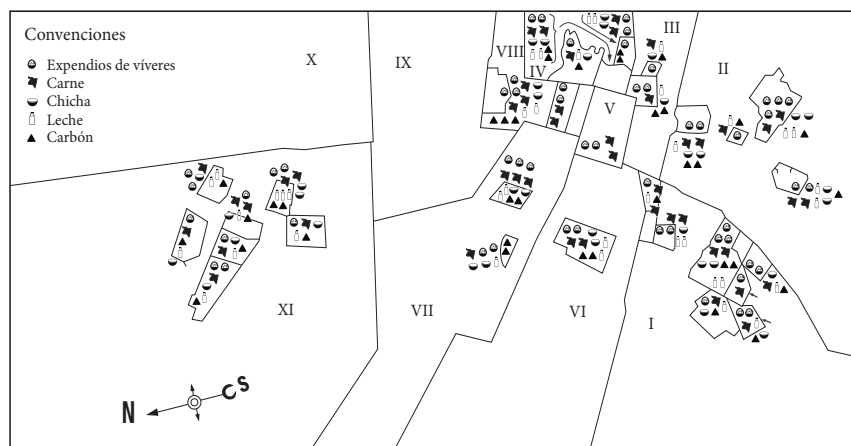 Convenciones
Expendios de víveres
Carne
Chicha
Leche
Carbón
X
IX
VIII
IV
III
II
V
XI
VII
VI
I
N
S